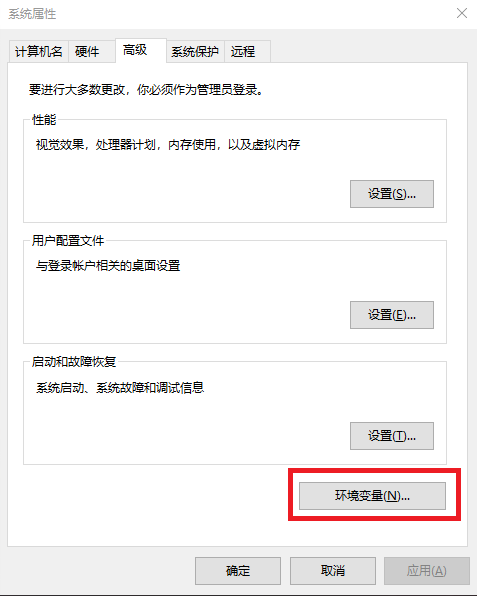 系统属性
计算机名 硬件 高级 系统保护 远程
要进行大多数更改，你必须作为管理员登录。
性能
视觉效果，处理器计划，内存使用，以及虚拟内存
设置(S)...
用户配置文件
与登录帐户相关的桌面设置
设置(E)...
启动和故障恢复
系统启动、系统故障和调试信息
设置(T)...
环境变量(N)...
确定 取消 应用(A)